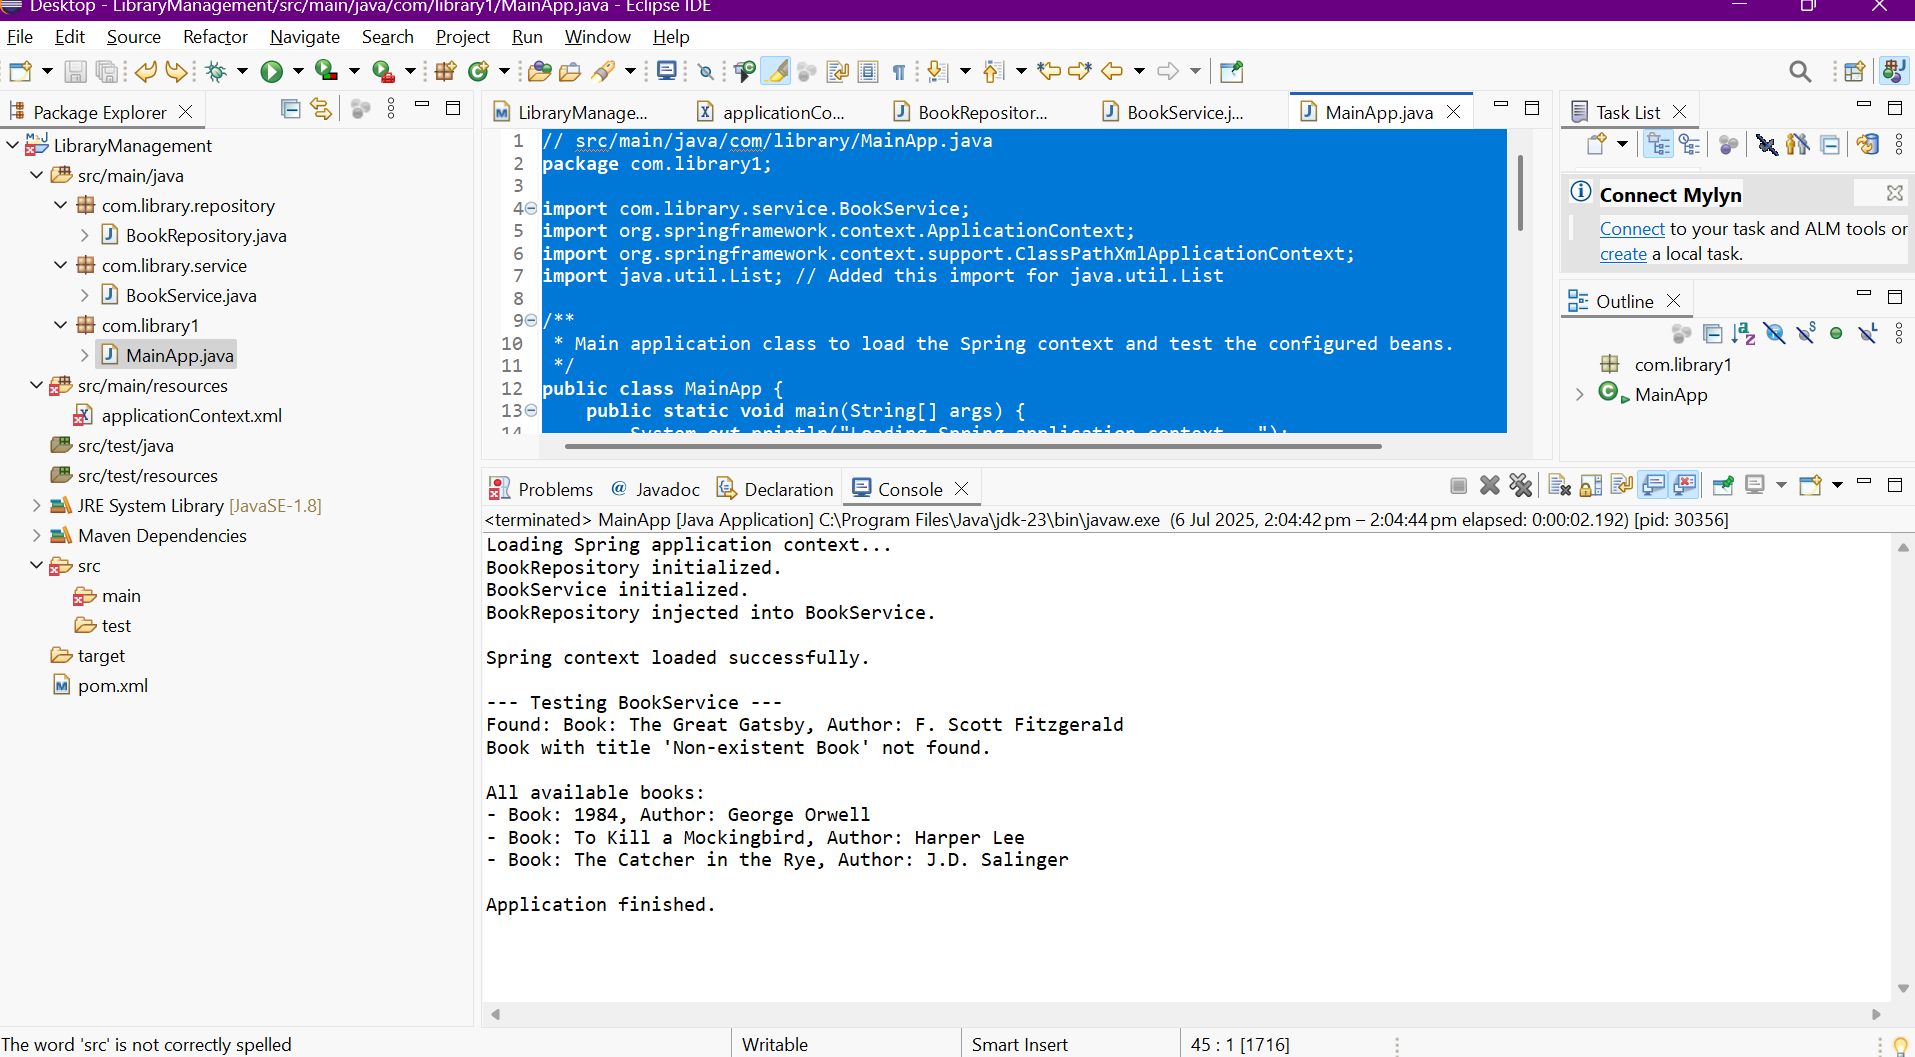 Desktop - LibraryManagement/src/main/java/com/library1/MainApp.java - Eclipse IDE
File Edit Source Refactor Navigate Search Project Run Window Help
Package Explorer
LibraryManagement
src/main/java
com.library.repository
BookRepository.java
com.library.service
BookService.java
com.library1
MainApp.java
src/main/resources
applicationContext.xml
src/test/java
src/test/resources
JRE System Library [JavaSE-1.8]
Maven Dependencies
src
main
test
target
pom.xml
LibraryManage... applicationCo... BookRepositor... BookService.j... MainApp.java
1 // src/main/java/com/library/MainApp.java
2 package com.library1;
3
4 import com.library.service.BookService;
5 import org.springframework.context.ApplicationContext;
6 import org.springframework.context.support.ClassPathXmlApplicationContext;
7 import java.util.List; // Added this import for java.util.List
8
9 /**
10 * Main application class to load the Spring context and test the configured beans.
11 */
12 public class MainApp {
13 public static void main(String[] args) {
14 System.out.println("Loading Spring application context...");
Task List
Connect Mylyn
Connect to your task and ALM tools or
create a local task.
Outline
com.library1
MainApp
Problems @ Javadoc Declaration Console
<terminated> MainApp [Java Application] C:\Program Files\Java\jdk-23\bin\javaw.exe (6 Jul 2025, 2:04:42 pm – 2:04:44 pm elapsed: 0:00:02.192) [pid: 30356]
Loading Spring application context...
BookRepository initialized.
BookService initialized.
BookRepository injected into BookService.
Spring context loaded successfully.
--- Testing BookService ---
Found: Book: The Great Gatsby, Author: F. Scott Fitzgerald
Book with title 'Non-existent Book' not found.
All available books:
- Book: 1984, Author: George Orwell
- Book: To Kill a Mockingbird, Author: Harper Lee
- Book: The Catcher in the Rye, Author: J.D. Salinger
Application finished.
The word 'src' is not correctly spelled
Writable
Smart Insert
45 : 1 [1716]